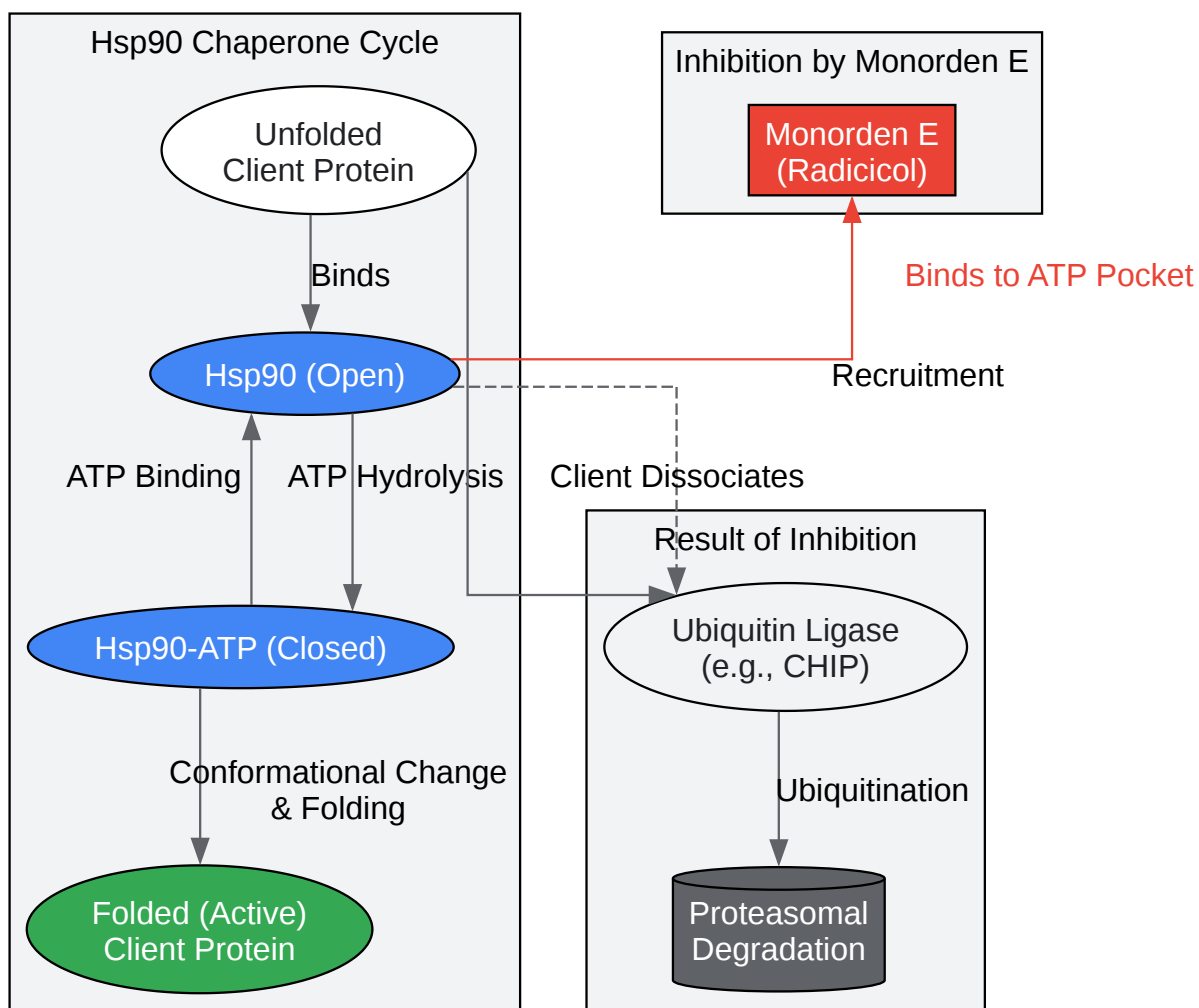 Hsp90 Chaperone Cycle
Inhibition by Monorden E
Unfolded
Client Protein
Monorden E
(Radicicol)
Binds
Binds to ATP Pocket
Hsp90 (Open)
Recruitment
ATP Binding
ATP Hydrolysis
Client Dissociates
Result of Inhibition
Hsp90-ATP (Closed)
Ubiquitin Ligase
(e.g., CHIP)
Conformational Change
& Folding
Ubiquitination
Folded (Active)
Client Protein
Proteasomal
Degradation